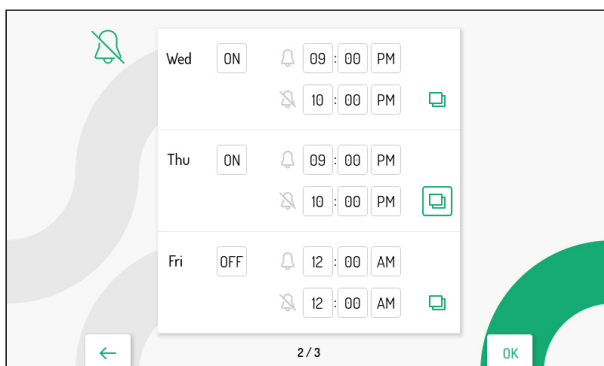 Wed ON 09 : 00 PM
10 : 00 PM
Thu ON 09 : 00 PM
10 : 00 PM
Fri OFF 12 : 00 AM
12 : 00 AM
2 / 3
OK